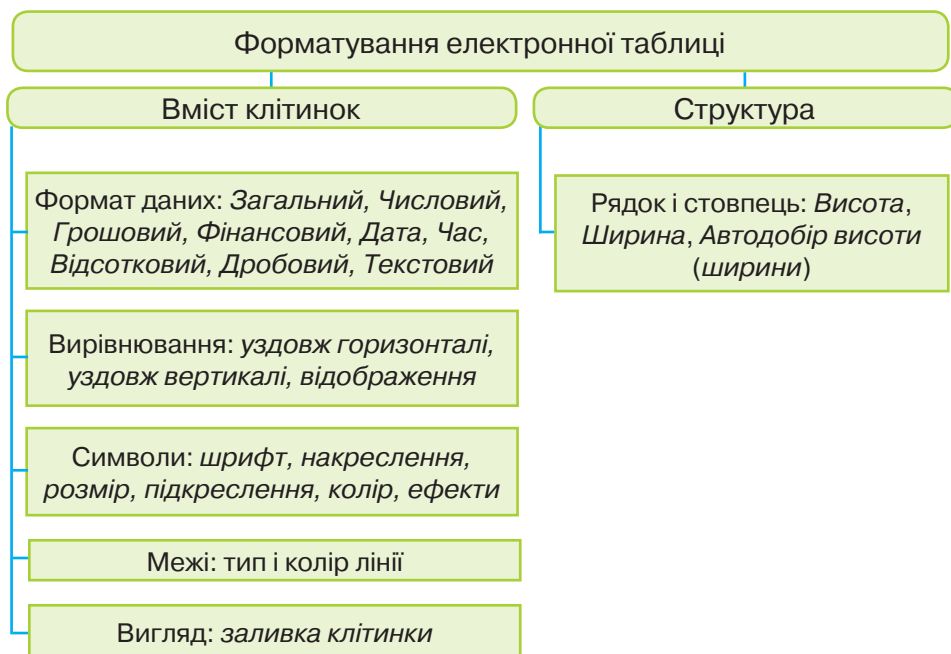 Форматування електронної таблиці
Вміст клітинок
Формат даних: Загальний, Числовий,
Грошовий, Фінансовий, Дата, Час,
Відсотковий, Дробовий, Текстовий
Вирівнювання: уздовж горизонталі,
уздовж вертикалі, відображення
Символи: шрифт, накреслення,
розмір, підкреслення, колір, ефекти
Межі: тип і колір лінії
Вигляд: заливка клітинки
Структура
Рядок і стовпець: Висота,
Ширина, Автодобір висоти
(ширини)